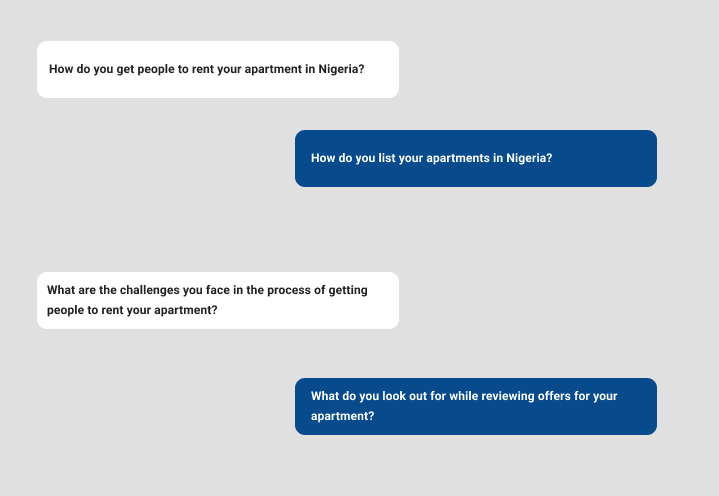 How do you get people to rent your apartment in Nigeria?
How do you list your apartments in Nigeria?
What are the challenges you face in the process of getting
people to rent your apartment?
What do you look out for while reviewing offers for your
apartment?